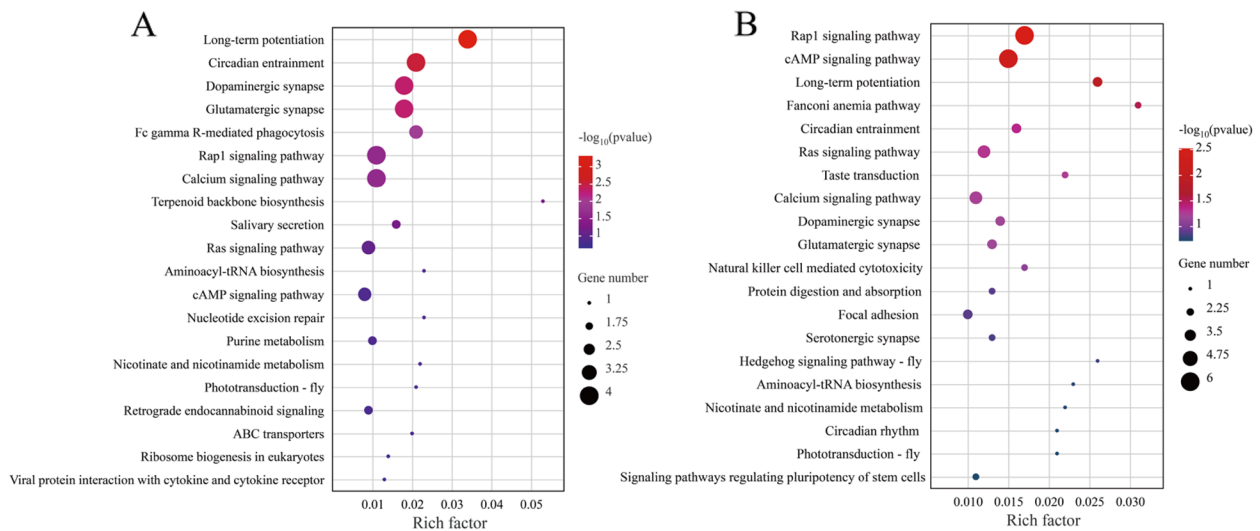 A
Long-term potentiation
Circadian entrainment
Dopaminergic synapse
Glutamatergic synapse
Fc gamma R-mediated phagocytosis
Rap1 signaling pathway
Calcium signaling pathway
Terpenoid backbone biosynthesis
Salivary secretion
Ras signaling pathway
Aminoacyl-tRNA biosynthesis
cAMP signaling pathway
Nucleotide excision repair
Purine metabolism
Nicotinate and nicotinamide metabolism
Phototransduction - fly
Retrograde endocannabinoid signaling
ABC transporters
Ribosome biogenesis in eukaryotes
Viral protein interaction with cytokine and cytokine receptor
0.01 0.02 0.03 0.04 0.05
Rich factor
-log10(pvalue)
3
2.5
2
1.5
1
Gene number
1
1.75
2.5
3.25
4
B
Rap1 signaling pathway
cAMP signaling pathway
Long-term potentiation
Fanconi anemia pathway
Circadian entrainment
Ras signaling pathway
Taste transduction
Calcium signaling pathway
Dopaminergic synapse
Glutamatergic synapse
Natural killer cell mediated cytotoxicity
Protein digestion and absorption
Focal adhesion
Serotonergic synapse
Hedgehog signaling pathway - fly
Aminoacyl-tRNA biosynthesis
Nicotinate and nicotinamide metabolism
Circadian rhythm
Phototransduction - fly
Signaling pathways regulating pluripotency of stem cells
0.010 0.015 0.020 0.025 0.030
Rich factor
-log10(pvalue)
2.5
2
1.5
1
Gene number
1
2.25
3.5
4.75
6